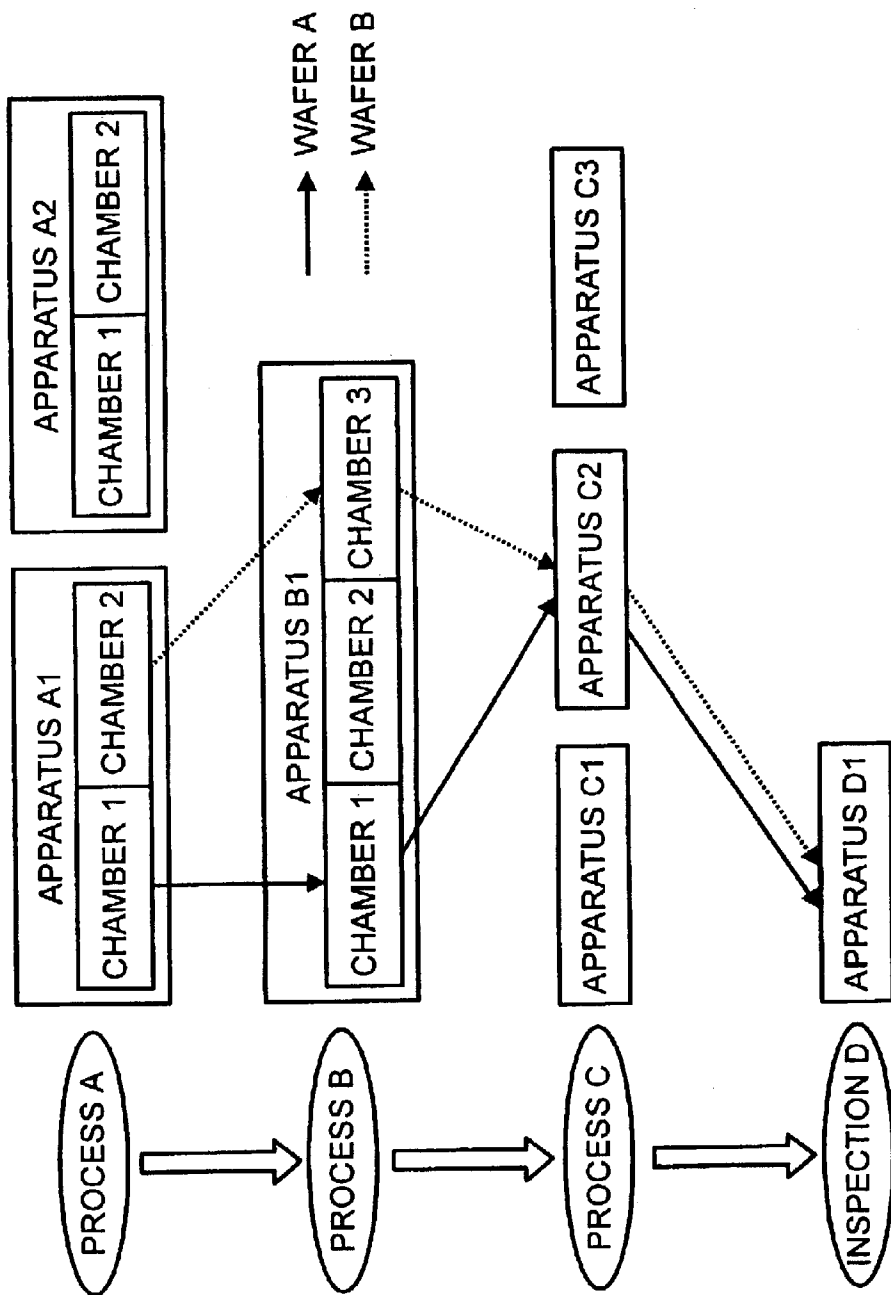 PROCESS A
APPARATUS A1
CHAMBER 1
CHAMBER 2
APPARATUS A2
CHAMBER 1
CHAMBER 2
PROCESS B
APPARATUS B1
CHAMBER 1
CHAMBER 2
CHAMBER 3
WAFER A
WAFER B
PROCESS C
APPARATUS C1
APPARATUS C2
APPARATUS C3
INSPECTION D
APPARATUS D1